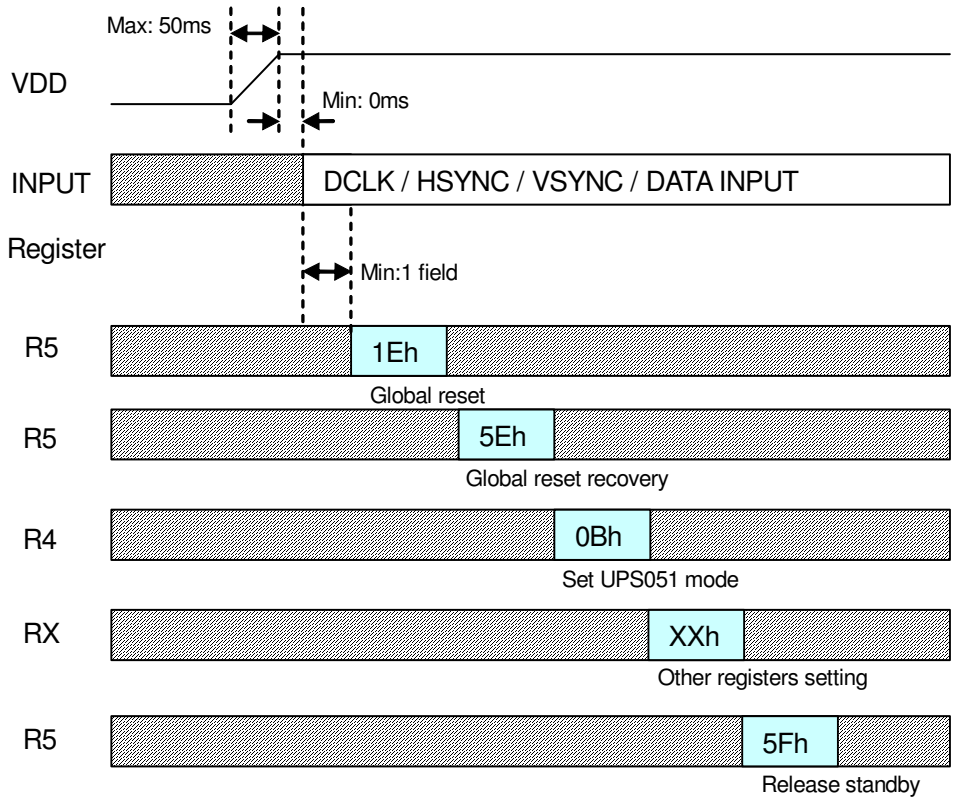 Max: 50ms
VDD
Min: 0ms
INPUT DCLK / HSYNC / VSYNC / DATA INPUT
Register
Min:1 field
R5 1Eh
Global reset
R5 5Eh
Global reset recovery
R4 0Bh
Set UPS051 mode
RX XXh
Other registers setting
R5 5Fh
Release standby